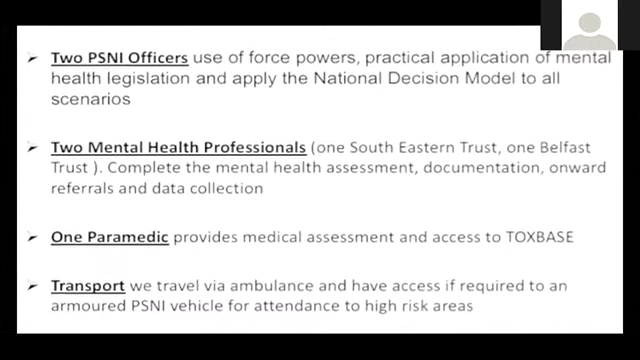 Two PSNI Officers use of force powers, practical application of mental
health legislation and apply the National Decision Model to all
scenarios
Two Mental Health Professionals (one South Eastern Trust, one Belfast
Trust ). Complete the mental health assessment, documentation, onward
referrals and data collection
One Paramedic provides medical assessment and access to TOXBASE
Transport we travel via ambulance and have access if required to an
armoured PSNI vehicle for attendance to high risk areas